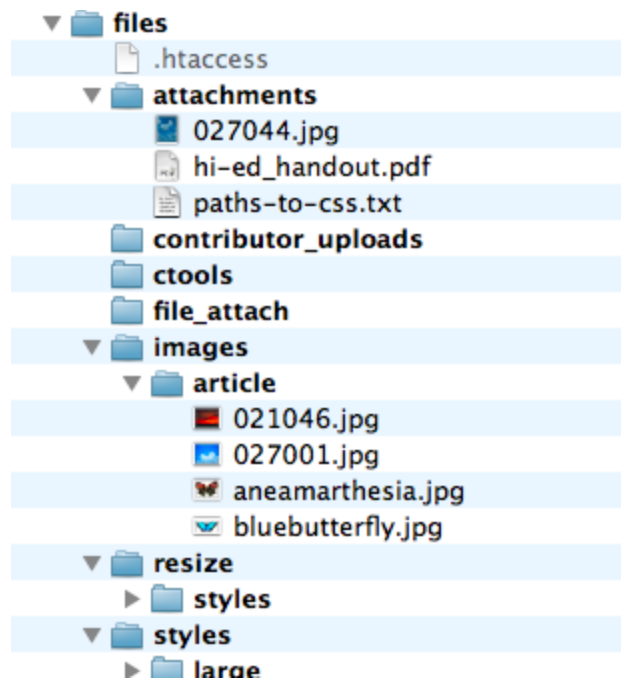 files
.htaccess
attachments
027044.jpg
hi-ed_handout.pdf
paths-to-css.txt
contributor_uploads
ctools
file_attach
images
article
021046.jpg
027001.jpg
aneamarthesia.jpg
bluebutterfly.jpg
resize
styles
styles
large